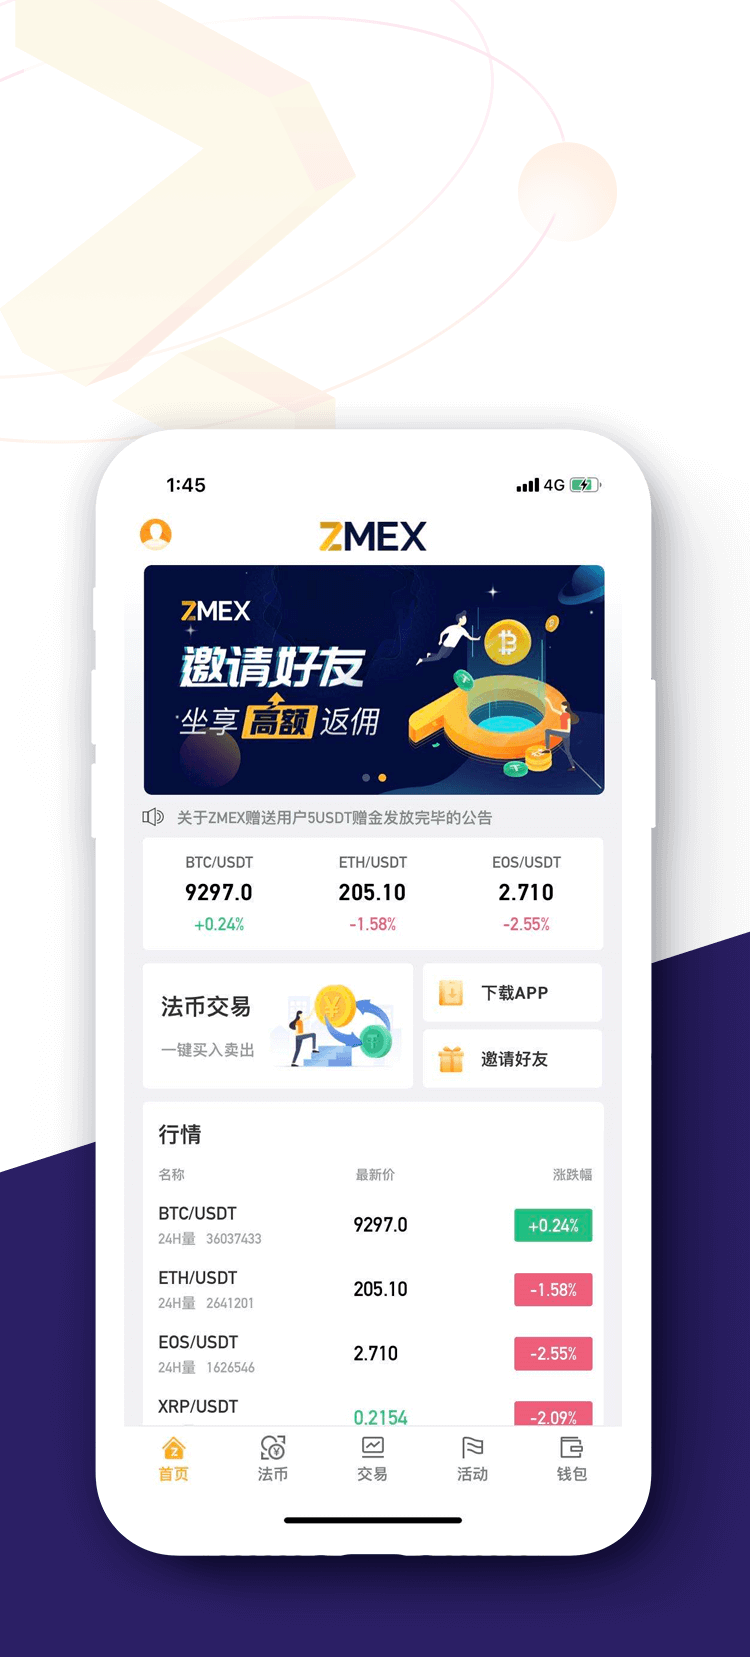 1:45
4G
ZMEX
ZMEX
邀请好友
坐享高额返佣
关于ZMEX赠送用户5USDT赠金发放完毕的公告
BTC/USDT ETH/USDT EOS/USDT
9297.0 205.10 2.710
+0.24% -1.58% -2.55%
法币交易
一键买入卖出
下载APP
邀请好友
行情
名称 最新价 涨跌幅
BTC/USDT 9297.0 +0.24%
24H量 36037433
ETH/USDT 205.10 -1.58%
24H量 2641201
EOS/USDT 2.710 -2.55%
24H量 1626546
XRP/USDT 0.2154 -2.09%
首页 法币 交易 活动 钱包